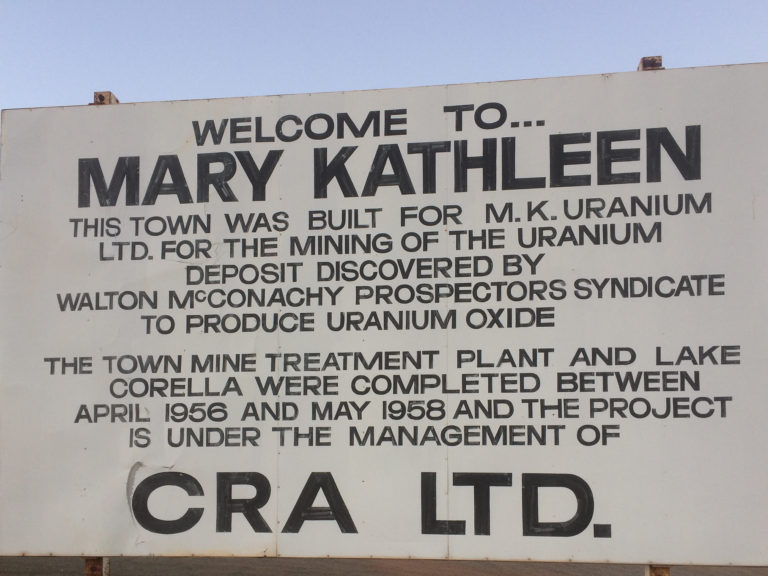 WELCOME TO...
MARY KATHLEEN
THIS TOWN WAS BUILT FOR M.K. URANIUM
LTD. FOR THE MINING OF THE URANIUM
DEPOSIT DISCOVERED BY
WALTON McCONACHY PROSPECTORS SYNDICATE
TO PRODUCE URANIUM OXIDE
THE TOWN MINE TREATMENT PLANT AND LAKE
CORELLA WERE COMPLETED BETWEEN
APRIL 1956 AND MAY 1958 AND THE PROJECT
IS UNDER THE MANAGEMENT OF
CRA LTD.